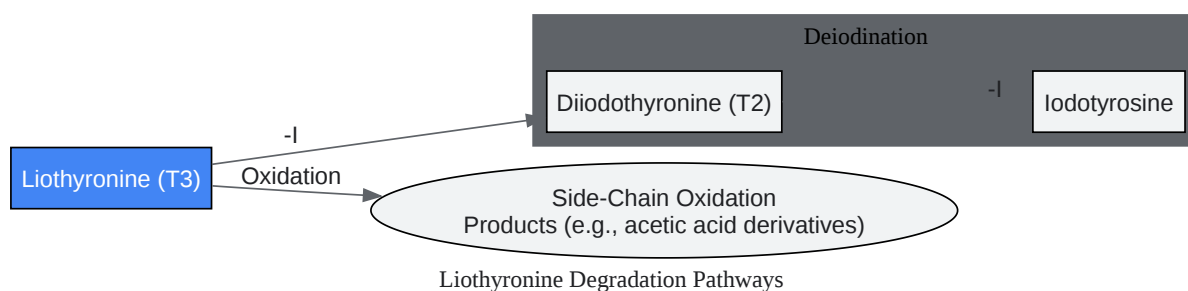 Deiodination
Diiodothyronine (T2)
-I
Iodotyrosine
-I
Liothyronine (T3)
Oxidation
Side-Chain Oxidation
Products (e.g., acetic acid derivatives)
Liothyronine Degradation Pathways